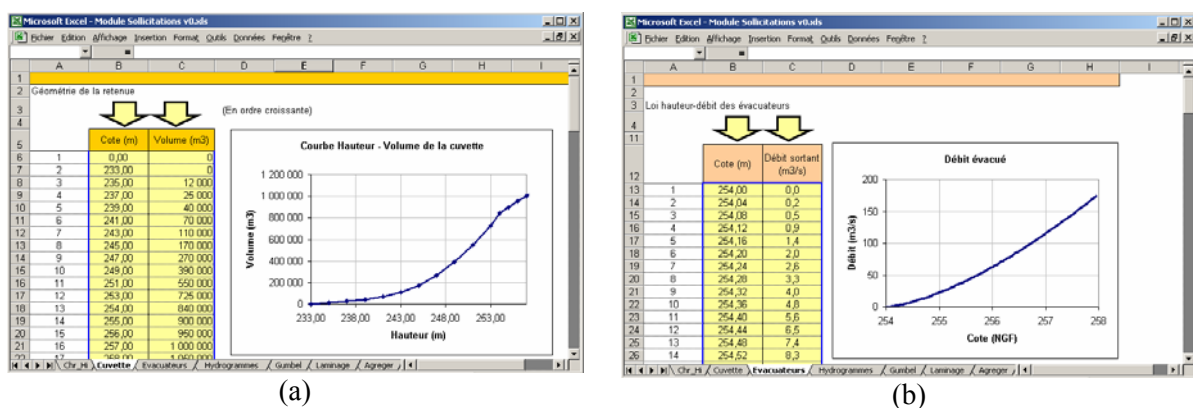 Microsoft Excel - Module Sollicitations v0.xls
Fichier Edition Affichage Insertion Format Outils Données Fenêtre ?
=
A B C D E F G H I
1
2 Géométrie de la retenue
3 (En ordre croissante)
4
5 Cote (m) Volume (m3)
6 1 0,00 0
7 2 233,00 0
8 3 235,00 12 000
9 4 237,00 25 000
10 5 239,00 40 000
11 6 241,00 70 000
12 7 243,00 110 000
13 8 245,00 170 000
14 9 247,00 270 000
15 10 249,00 390 000
16 11 251,00 550 000
17 12 253,00 725 000
18 13 254,00 840 000
19 14 255,00 900 000
20 15 256,00 950 000
21 16 257,00 1 000 000
22 17 258,00 1 050 000
Courbe Hauteur - Volume de la cuvette
Volume (m3)
1 200 000
1 000 000
800 000
600 000
400 000
200 000
0
233,00 238,00 243,00 248,00 253,00
Hauteur (m)
Chr_Hi Cuvette Evacuateurs Hydrogrammes Gumbel Laminage Agreger
(a)
Microsoft Excel - Module Sollicitations v0.xls
Fichier Edition Affichage Insertion Format Outils Données Fenêtre ?
=
A B C D E F G H I
1
2
3 Loi hauteur-débit des évacuateurs
4
11
12 Cote (m) Débit sortant (m3/s)
13 1 254,00 0,0
14 2 254,04 0,2
15 3 254,08 0,5
16 4 254,12 0,9
17 5 254,16 1,4
18 6 254,20 2,0
19 7 254,24 2,6
20 8 254,28 3,3
21 9 254,32 4,0
22 10 254,36 4,8
23 11 254,40 5,6
24 12 254,44 6,5
25 13 254,48 7,4
26 14 254,52 8,3
Débit évacué
Débit (m3/s)
200
150
100
50
0
254 255 256 257 258
Cote (NGF)
Chr_Hi Cuvette Evacuateurs Hydrogrammes Gumbel Laminage Agreger
(b)